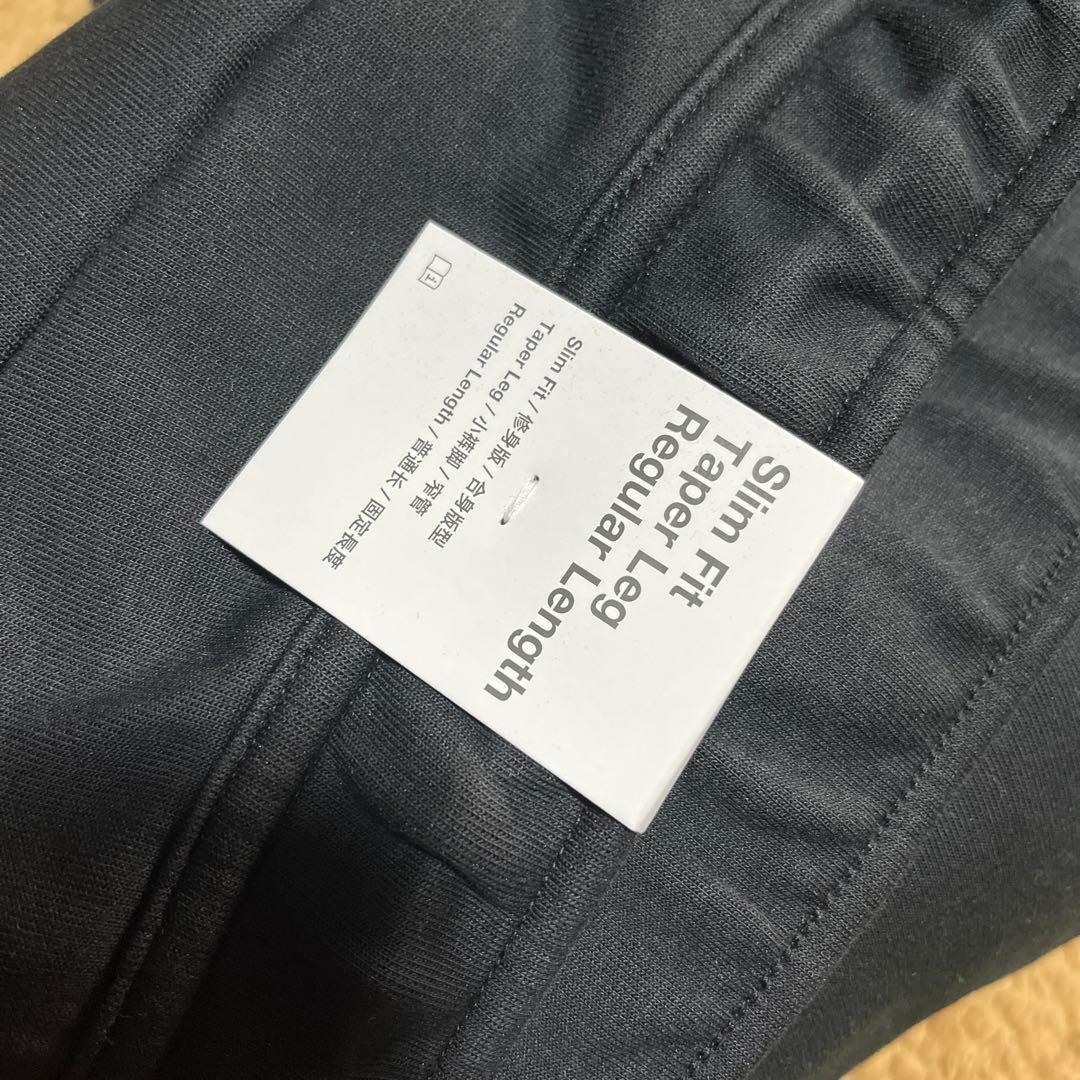 Slim Fit
Taper Leg
Regular Length
Slim Fit / 修身版 / 合身版型
Taper Leg / 小裤脚 / 窄管
Regular Length / 普通长 / 固定長度